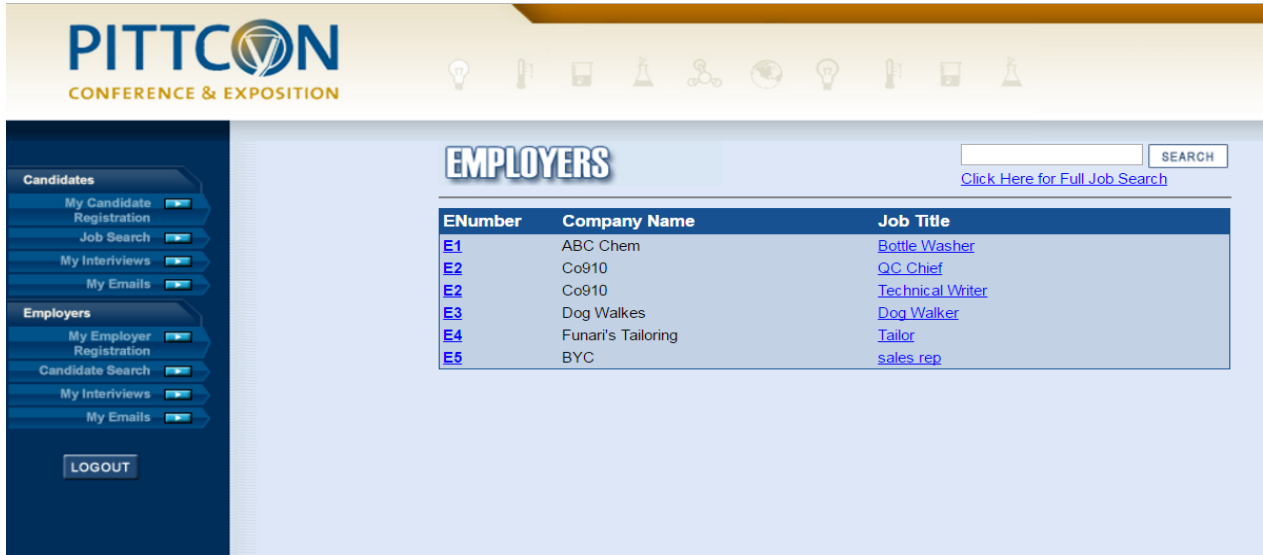 PITTCON
CONFERENCE & EXPOSITION
Candidates
My Candidate
Registration
Job Search
My Interiviews
My Emails
Employers
My Employer
Registration
Candidate Search
My Interiviews
My Emails
LOGOUT
EMPLOYERS
SEARCH
Click Here for Full Job Search
ENumber Company Name Job Title
E1 ABC Chem Bottle Washer
E2 Co910 QC Chief
E2 Co910 Technical Writer
E3 Dog Walkes Dog Walker
E4 Funari's Tailoring Tailor
E5 BYC sales rep